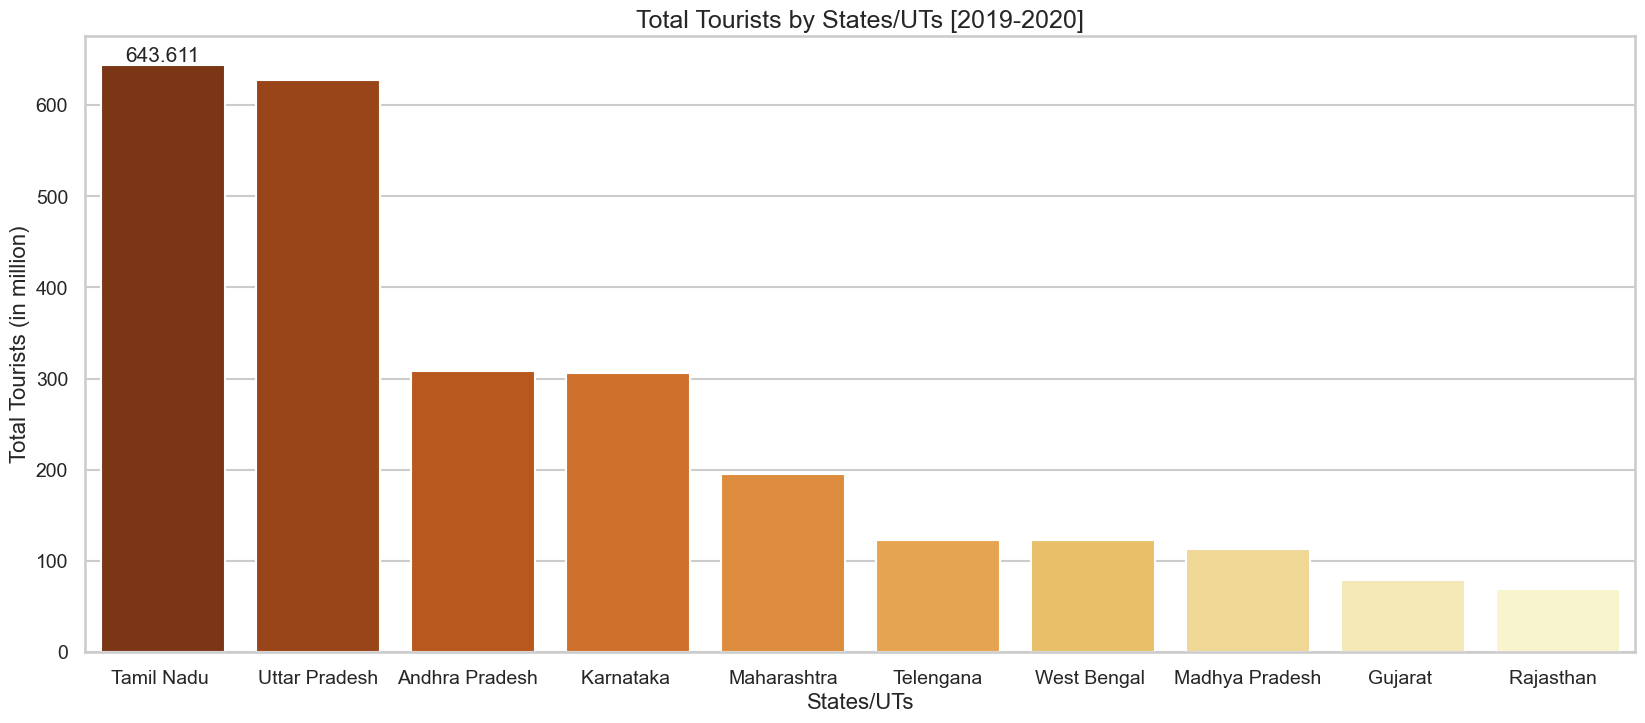 Total Tourists by States/UTs [2019-2020]
643.611
600
500
400
300
200
100
0
Total Tourists (in million)
Tamil Nadu
Uttar Pradesh
Andhra Pradesh
Karnataka
Maharashtra
Telengana
West Bengal
Madhya Pradesh
Gujarat
Rajasthan
States/UTs